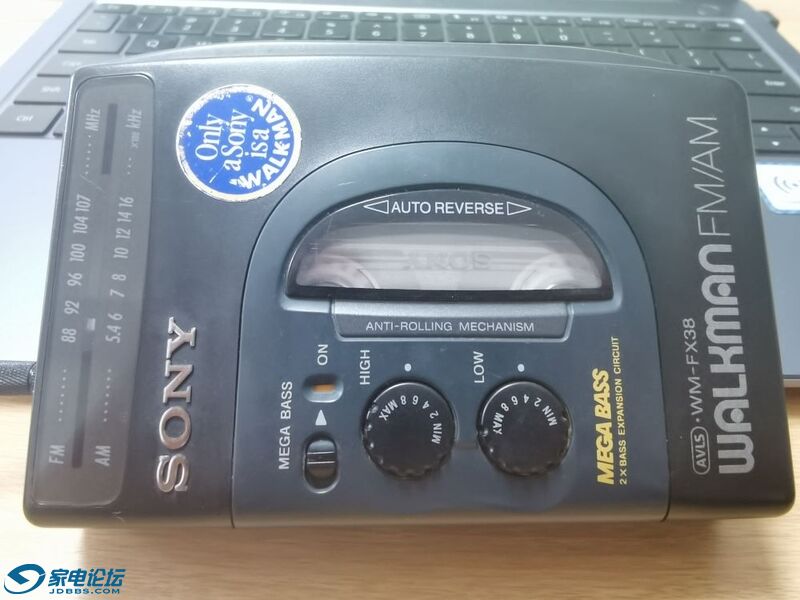 Only
a Sony
is a
WALKMAN
®
MHz
x10 kHz
88 92 96 100 104 107
5.4 6 7 8 10 12 14 16
FM
AM
SONY
AUTO REVERSE
SONY
ANTI-ROLLING MECHANISM
MEGA BASS
ON
HIGH
MIN 2 4 6 8 MAX
LOW
MIN 2 4 6 8 MAX
MEGA BASS
2 X BASS EXPANSION CIRCUIT
AVLS · WM-FX38
WALKMAN FM/AM
家电论坛
JDBBS.COM